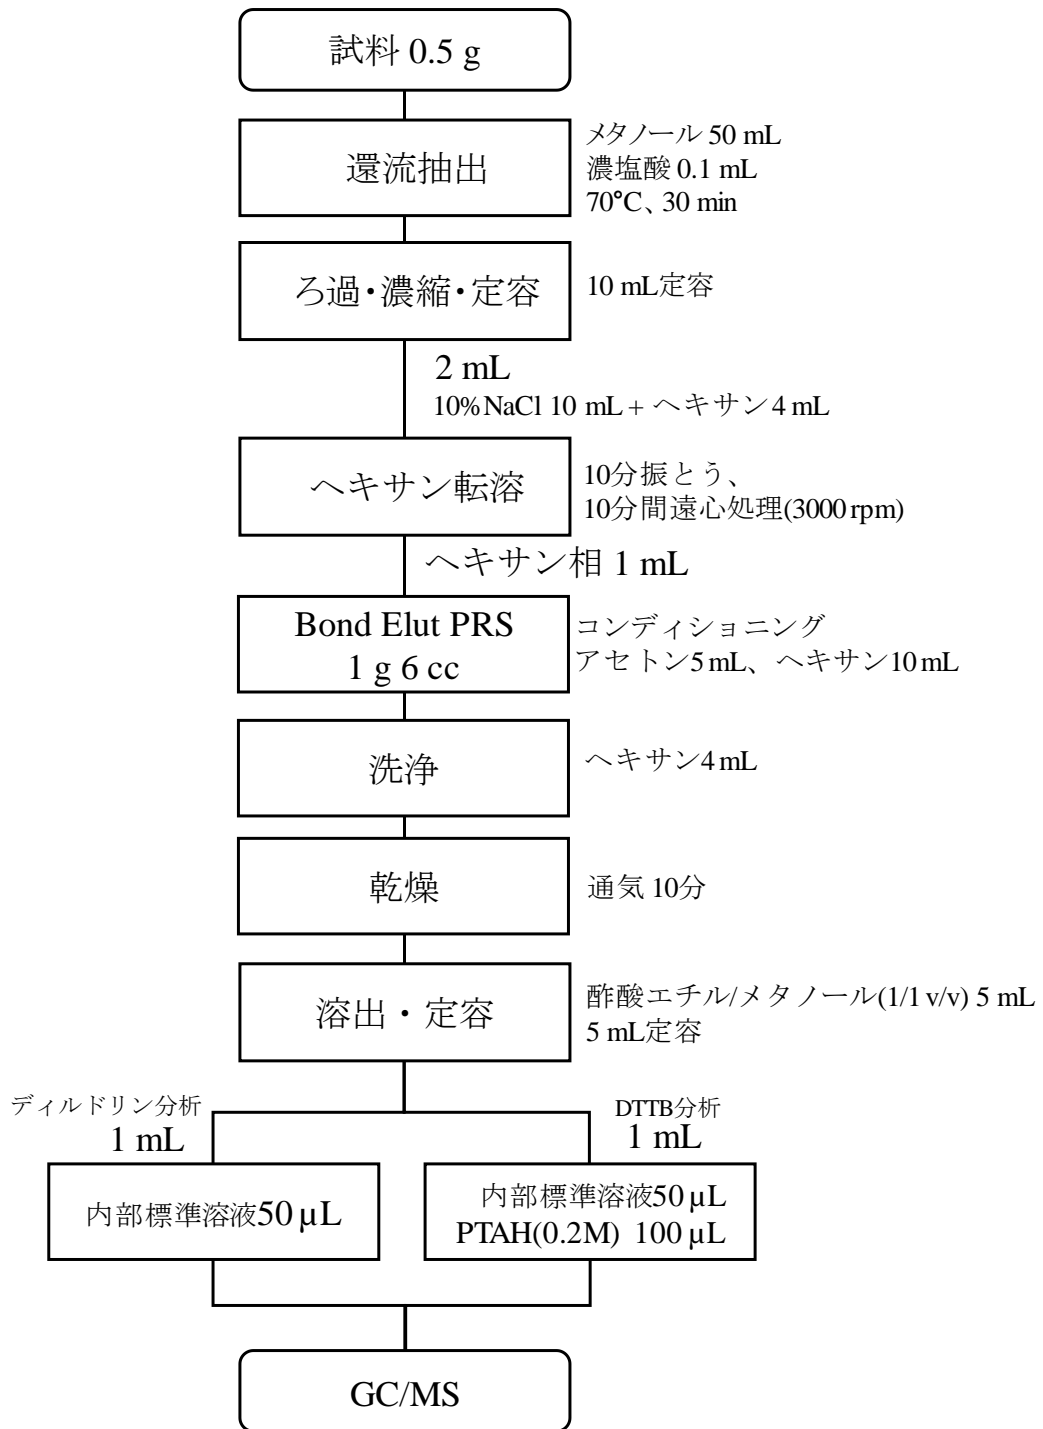 試料 0.5 g
還流抽出
メタノール 50 mL
濃塩酸 0.1 mL
70°C、30 min
ろ過・濃縮・定容
10 mL定容
2 mL
10%NaCl 10 mL + ヘキサン4 mL
ヘキサン転溶
10分振とう、
10分間遠心処理(3000 rpm)
ヘキサン相 1 mL
Bond Elut PRS
1 g 6 cc
コンディショニング
アセトン5 mL、ヘキサン10 mL
洗浄
ヘキサン4 mL
乾燥
通気 10分
溶出・定容
酢酸エチル/メタノール(1/1 v/v) 5 mL
5 mL定容
ディルドリン分析
1 mL
内部標準溶液50 µL
DTTB分析
1 mL
内部標準溶液50 µL
PTAH(0.2M) 100 µL
GC/MS